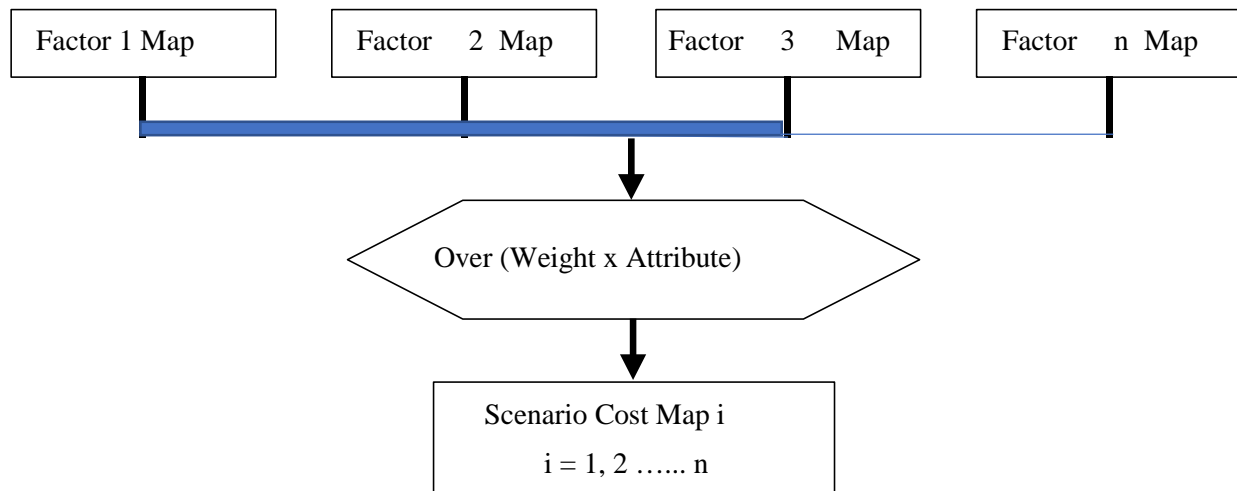 Factor 1 Map
Factor 2 Map
Factor 3 Map
Factor n Map
Over (Weight x Attribute)
Scenario Cost Map i
i = 1, 2 …... n